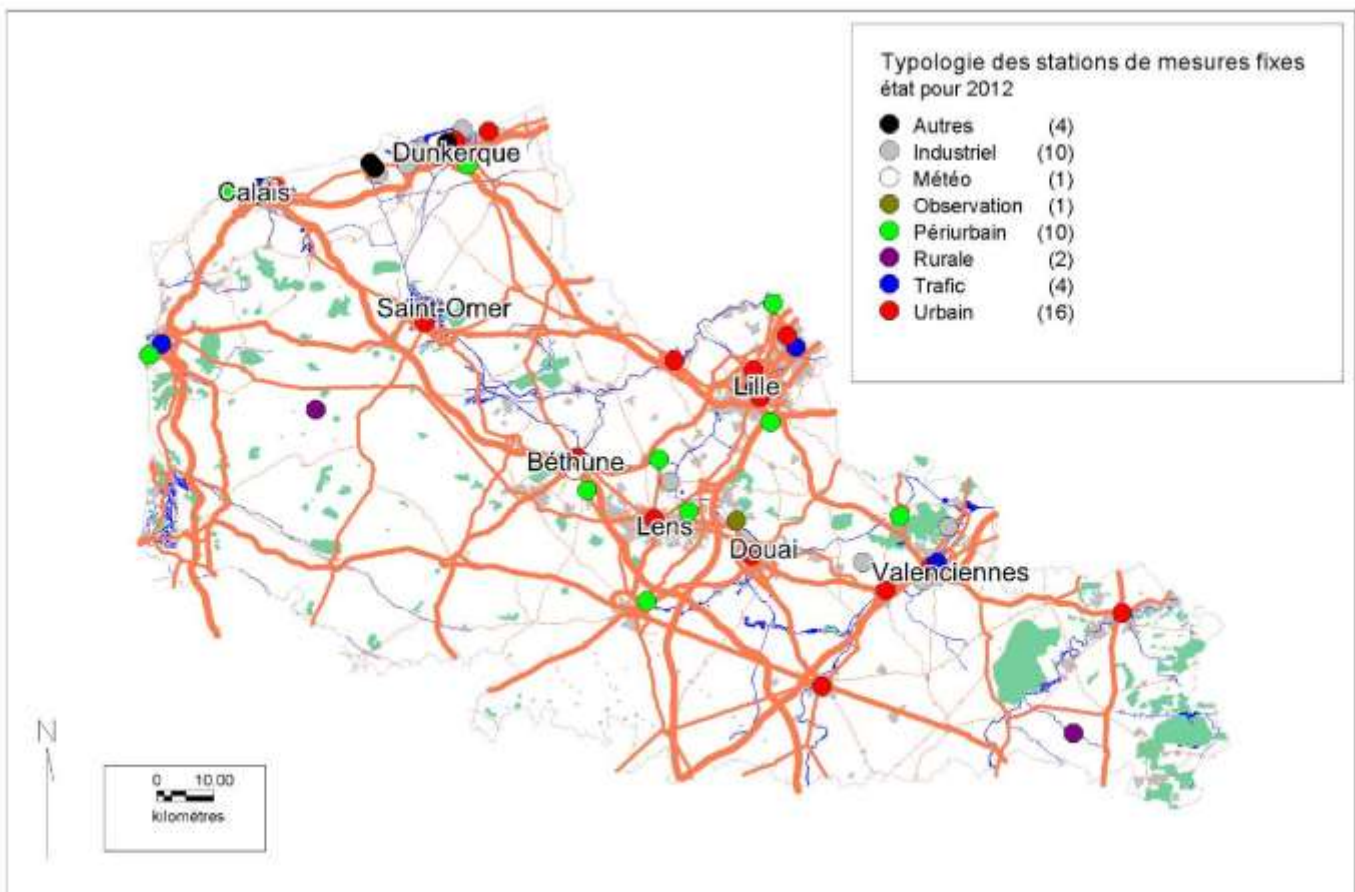 Typologie des stations de mesures fixes
état pour 2012
Autres (4)
Industriel (10)
Météo (1)
Observation (1)
Périurbain (10)
Rurale (2)
Trafic (4)
Urbain (16)
Dunkerque
Calais
Saint-Omer
Lille
Béthune
Lens
Douai
Valenciennes
N
0 10,00
kilomètres